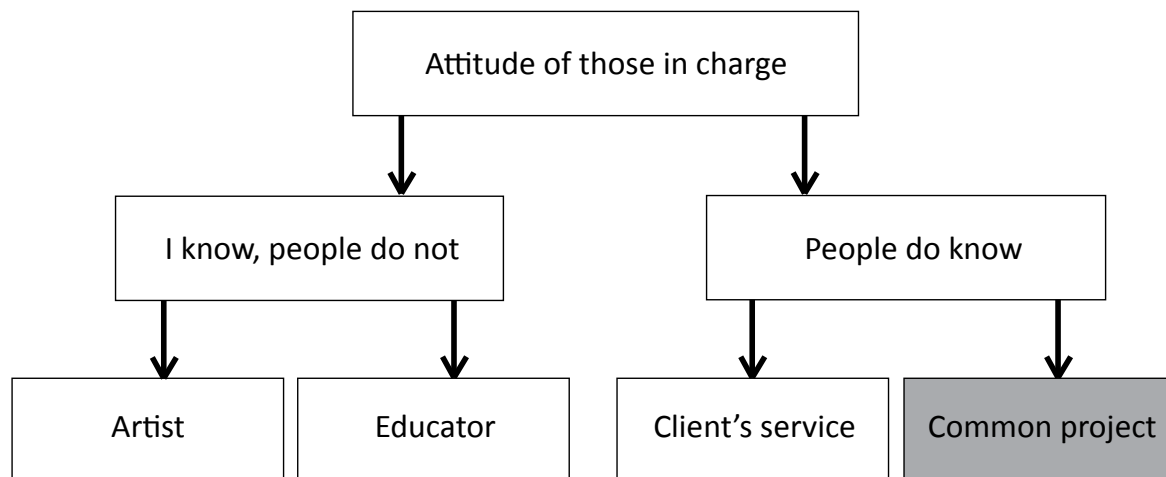 Attitude of those in charge
I know, people do not
People do know
Artist
Educator
Client’s service
Common project